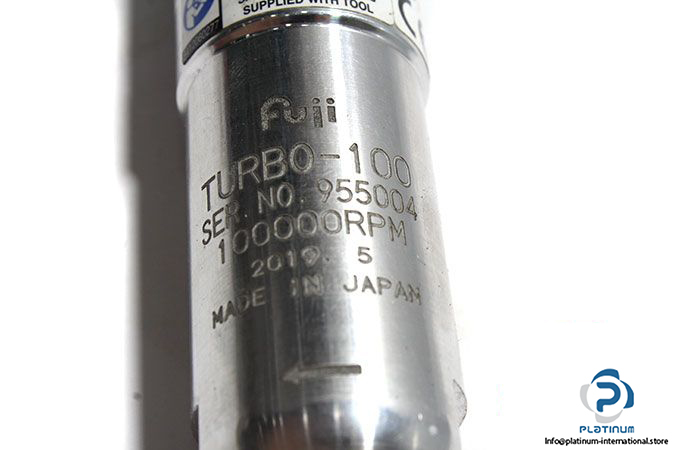 SUPPLIED WITH TOOL
Fuji
TURBO-100
SER. NO. 955004
100000RPM
2019. 5
MADE IN JAPAN
PLATINUM
Info@platinum-international.store